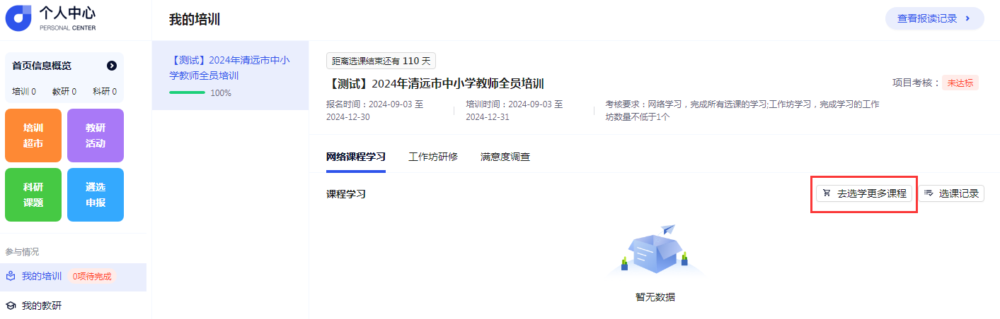 个人中心
PERSONAL CENTER
我的培训
查看报读记录
首页信息概览
培训 0 教研 0 科研 0
培训
超市
教研
活动
科研
课题
遴选
申报
参与情况
我的培训 0项待完成
我的教研
【测试】2024年清远市中小
学教师全员培训
100%
距离选课结束还有 110 天
【测试】2024年清远市中小学教师全员培训
项目考核：未达标
报名时间：2024-09-03 至
2024-12-30
培训时间：2024-09-03 至
2024-12-31
考核要求：网络学习，完成所有选课的学习;工作坊学习，完成学习的工作
坊数量不低于1个
网络课程学习 工作坊研修 满意度调查
课程学习
去选学更多课程 选课记录
暂无数据